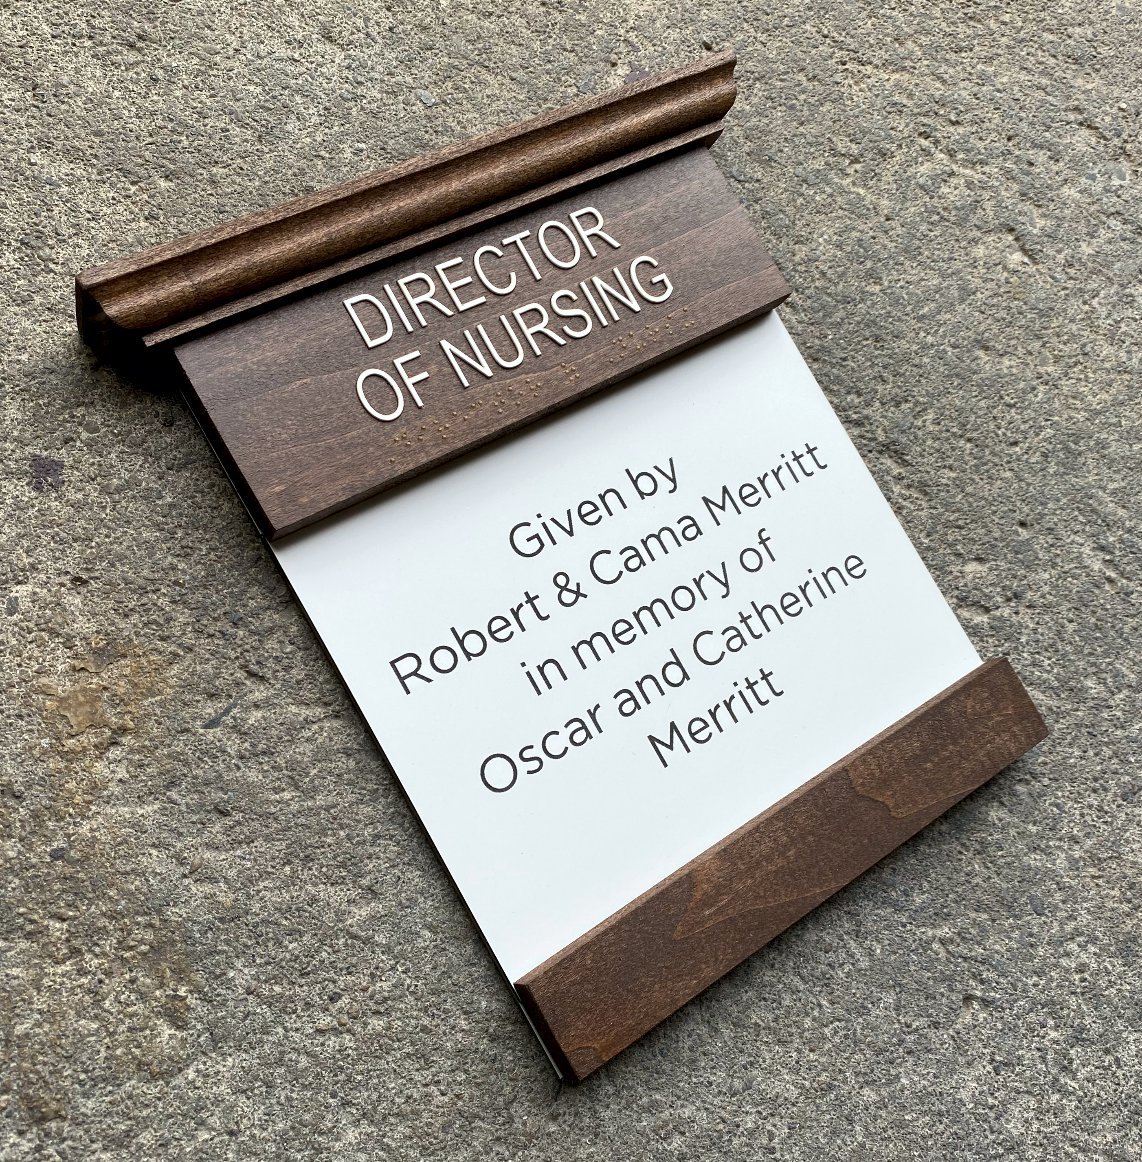 DIRECTOR
OF NURSING
Given by
Robert & Cama Merritt
in memory of
Oscar and Catherine
Merritt